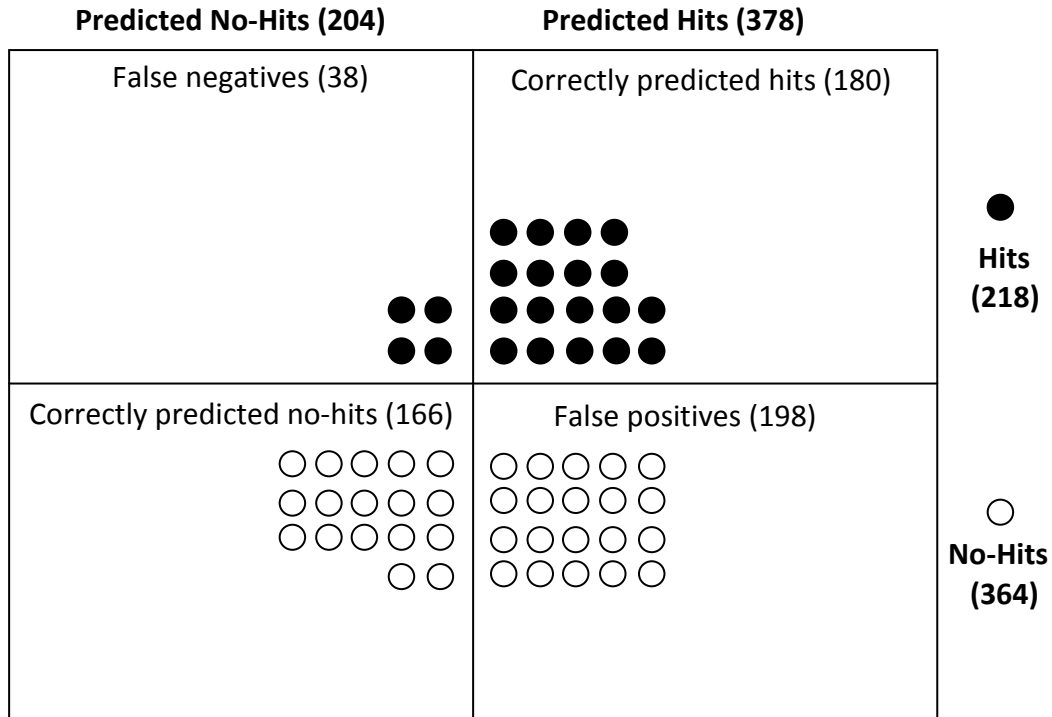 Predicted No-Hits (204)
Predicted Hits (378)
False negatives (38)
Correctly predicted hits (180)
Hits
(218)
Correctly predicted no-hits (166)
False positives (198)
No-Hits
(364)